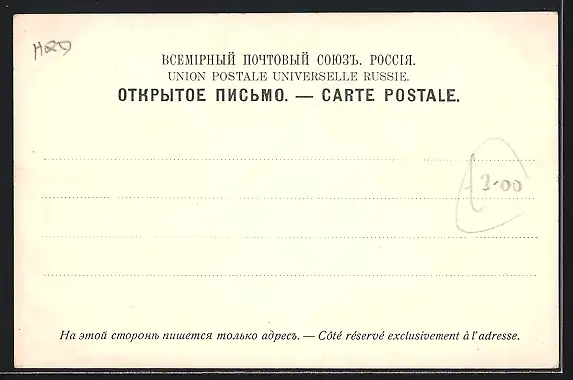 ВСЕМІРНЫЙ ПОЧТОВЫЙ СОЮЗЪ. РОССІЯ.
UNION POSTALE UNIVERSELLE RUSSIE.
ОТКРЫТОЕ ПИСЬМО. — CARTE POSTALE.
3-00
На этой сторонѣ пишется только адресъ. — Côté réservé exclusivement à l'adresse.